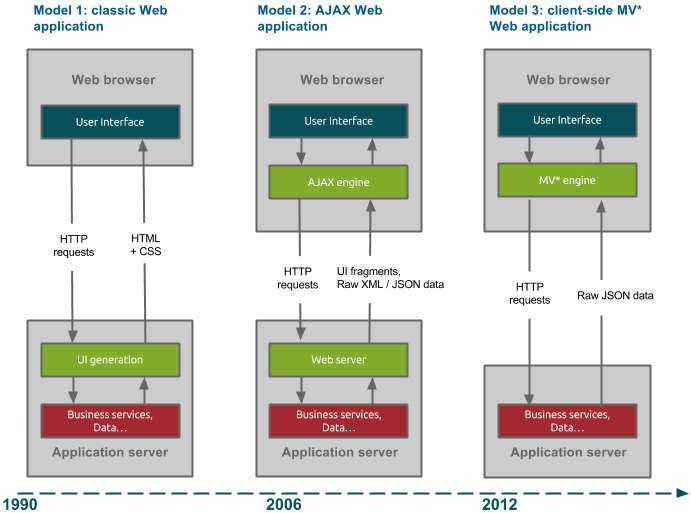 Model 1: classic Web
application
Web browser
User Interface
HTTP
requests
HTML
+ CSS
UI generation
Business services,
Data...
Application server
Model 2: AJAX Web
application
Web browser
User Interface
AJAX engine
HTTP
requests
UI fragments,
Raw XML / JSON data
Web server
Business services,
Data...
Application server
Model 3: client-side MV*
Web application
Web browser
User Interface
MV* engine
HTTP
requests
Raw JSON data
Business services,
Data...
Application server
1990
2006
2012